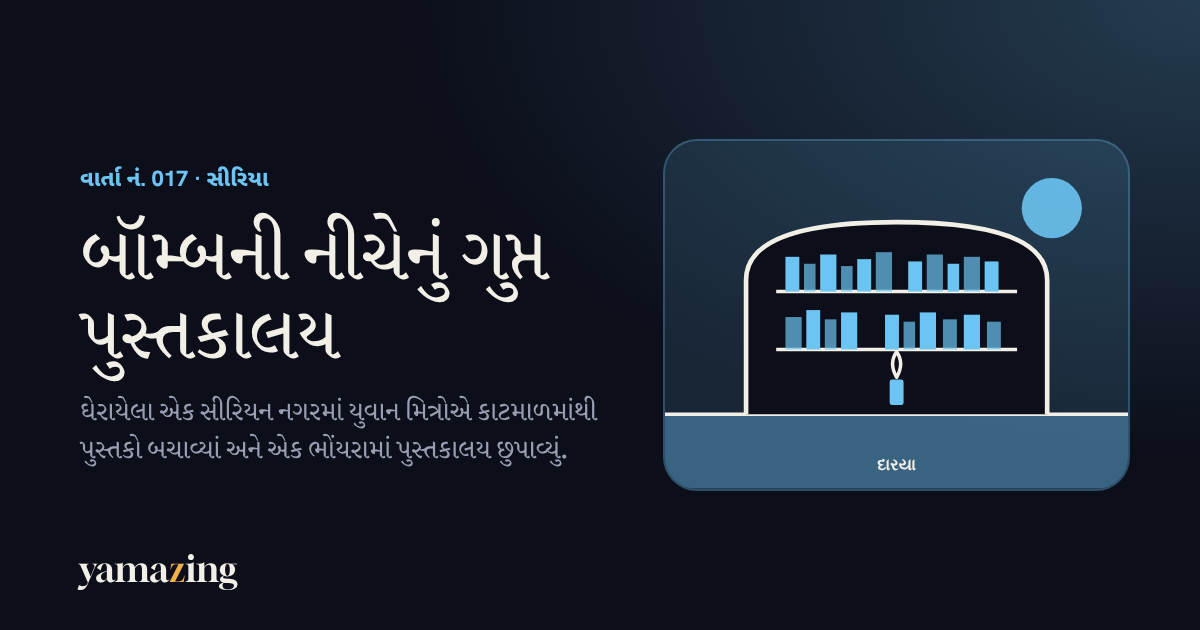 વાર્તા નં. 017 · સીરિયા
બૉમ્બની નીચેનું ગુપ્ત
પુસ્તકાલય
ઘેરાયેલા એક સીરિયન નગરમાં યુવાન મિત્રોએ કાટમાળમાંથી
પુસ્તકો બચાવ્યાં અને એક ભોંયરામાં પુસ્તકાલય છુપાવ્યું.
દારયા
yamazing